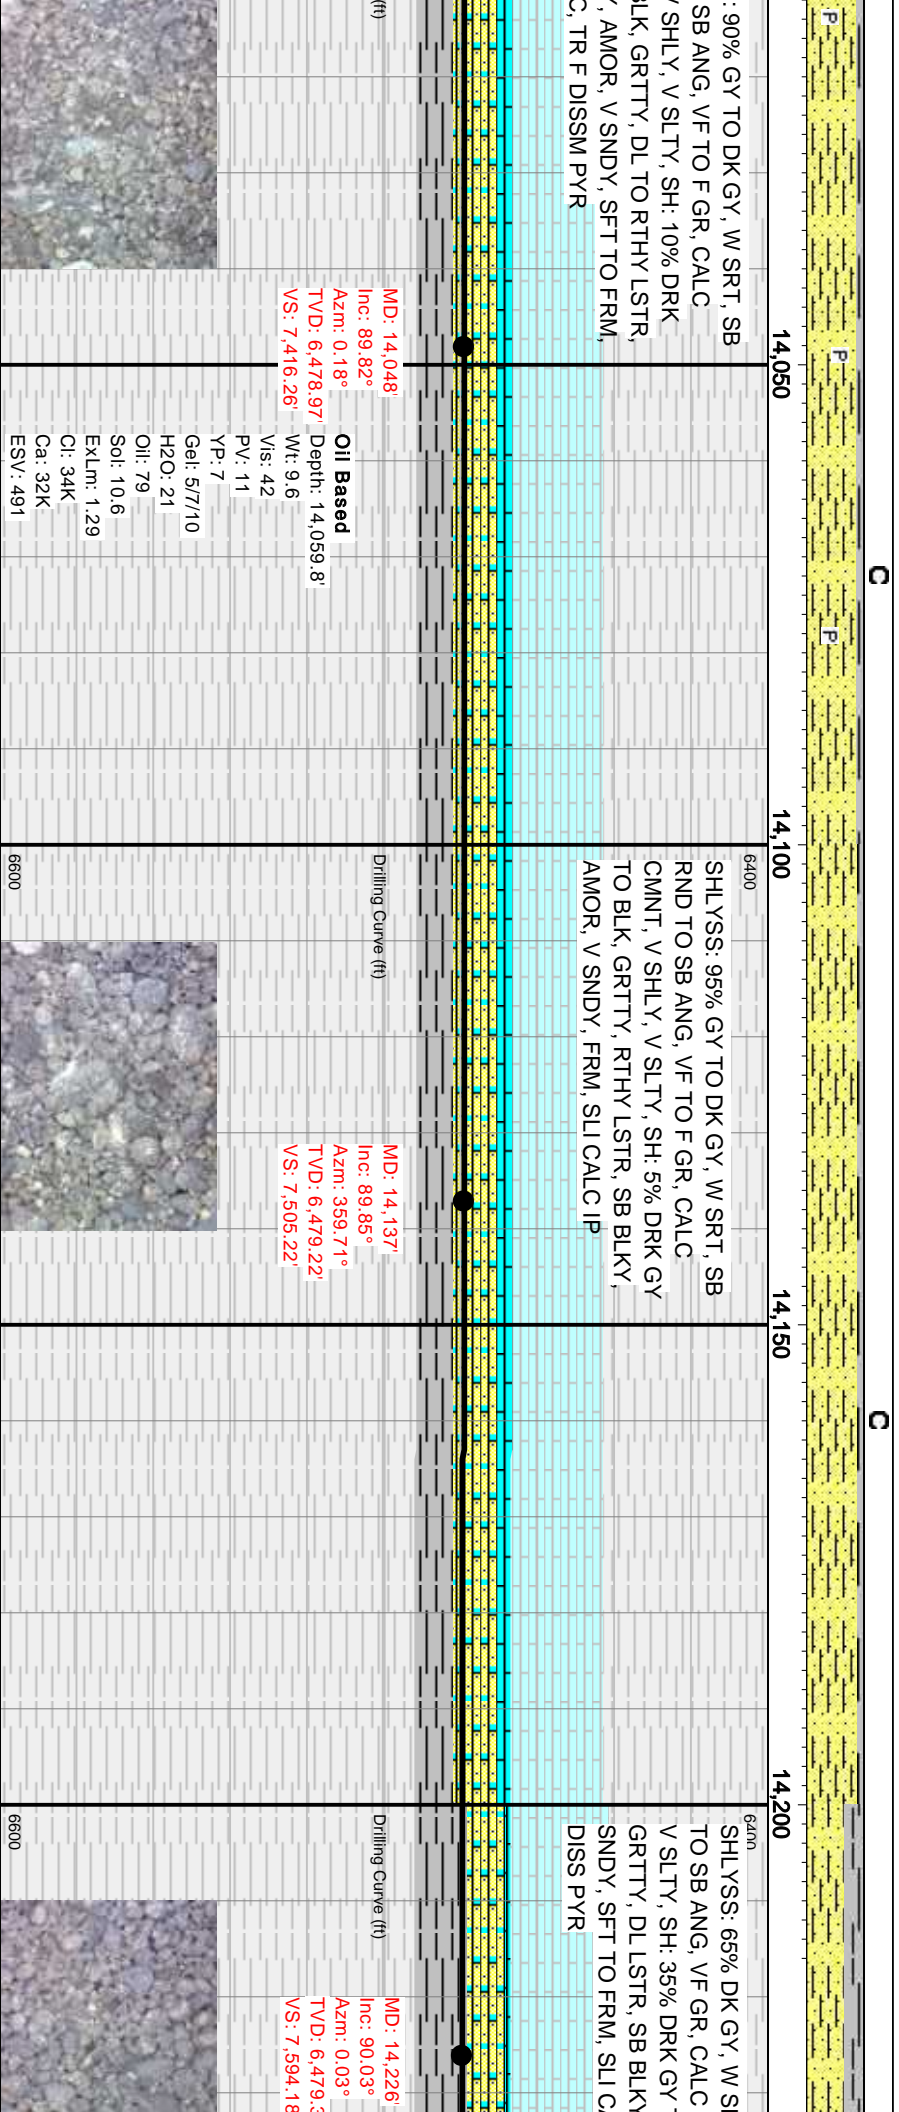 : 90% GY TO DK GY, W SRT, SB
SB ANG, VF TO F GR, CALC
V SHLY, V SLTY, SH: 10% DRK
BLK, GRTTY, DL TO RTHY LSTR,
, AMOR, V SNDY, SFT TO FRM,
C, TR F DISSM PYR
(ft)
P
P
P
C
C
14,050
14,100
14,150
14,200
MD: 14,048'
Inc: 89.82°
Azm: 0.18°
TVD: 6,478.97'
VS: 7,416.26'
Oil Based
Depth: 14,059.8'
Wt: 9.6
Vis: 42
PV: 11
YP: 7
Gel: 5/7/10
H2O: 21
Oil: 79
Sol: 10.6
ExLm: 1.29
Cl: 34K
Ca: 32K
ESV: 491
6400
Drilling Curve (ft)
6600
SHLYSS: 95% GY TO DK GY, W SRT, SB
RND TO SB ANG, VF TO F GR, CALC
CMNT, V SHLY, V SLTY, SH: 5% DRK GY
TO BLK, GRTTY, RTHY LSTR, SB BLKY,
AMOR, V SNDY, FRM, SLI CALC IP
MD: 14,137'
Inc: 89.85°
Azm: 359.71°
TVD: 6,479.22'
VS: 7,505.22'
6400
Drilling Curve (ft)
6600
SHLYSS: 65% DK GY, W S
TO SB ANG, VF GR, CALC
V SLTY, SH: 35% DRK GY
GRTTY, DL LSTR, SB BLKY
SNDY, SFT TO FRM, SLI C
DISS PYR
MD: 14,226'
Inc: 90.03°
Azm: 0.03°
TVD: 6,479.3
VS: 7,594.18